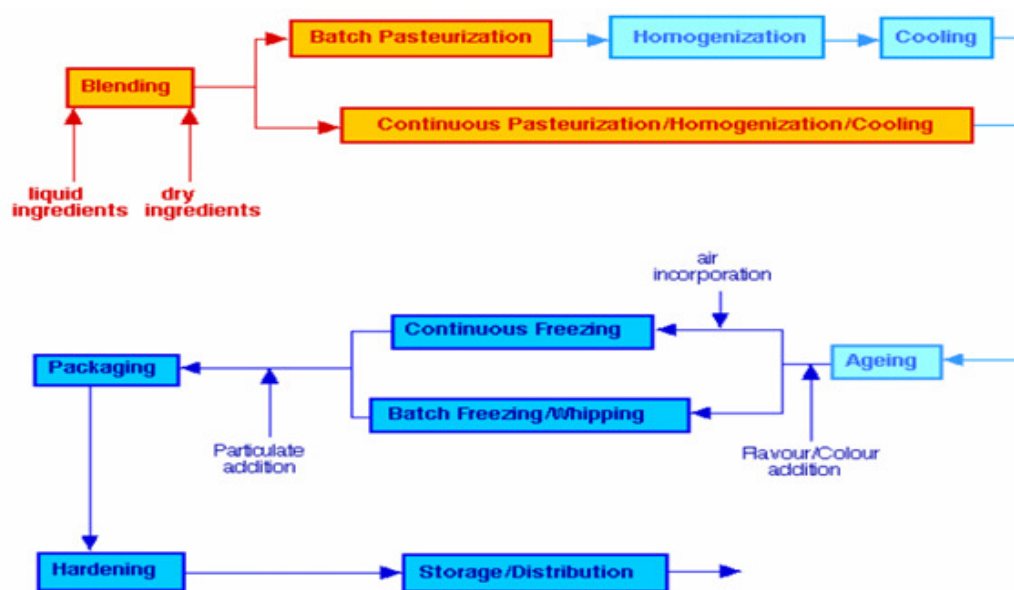 Batch Pasteurization
Homogenization
Cooling
Blending
Continuous Pasteurization/Homogenization/Cooling
liquid
ingredients
dry
ingredients
air
incorporation
Continuous Freezing
Packaging
Ageing
Batch Freezing/Whipping
Particulate
addition
Flavour/Colour
addition
Hardening
Storage/Distribution